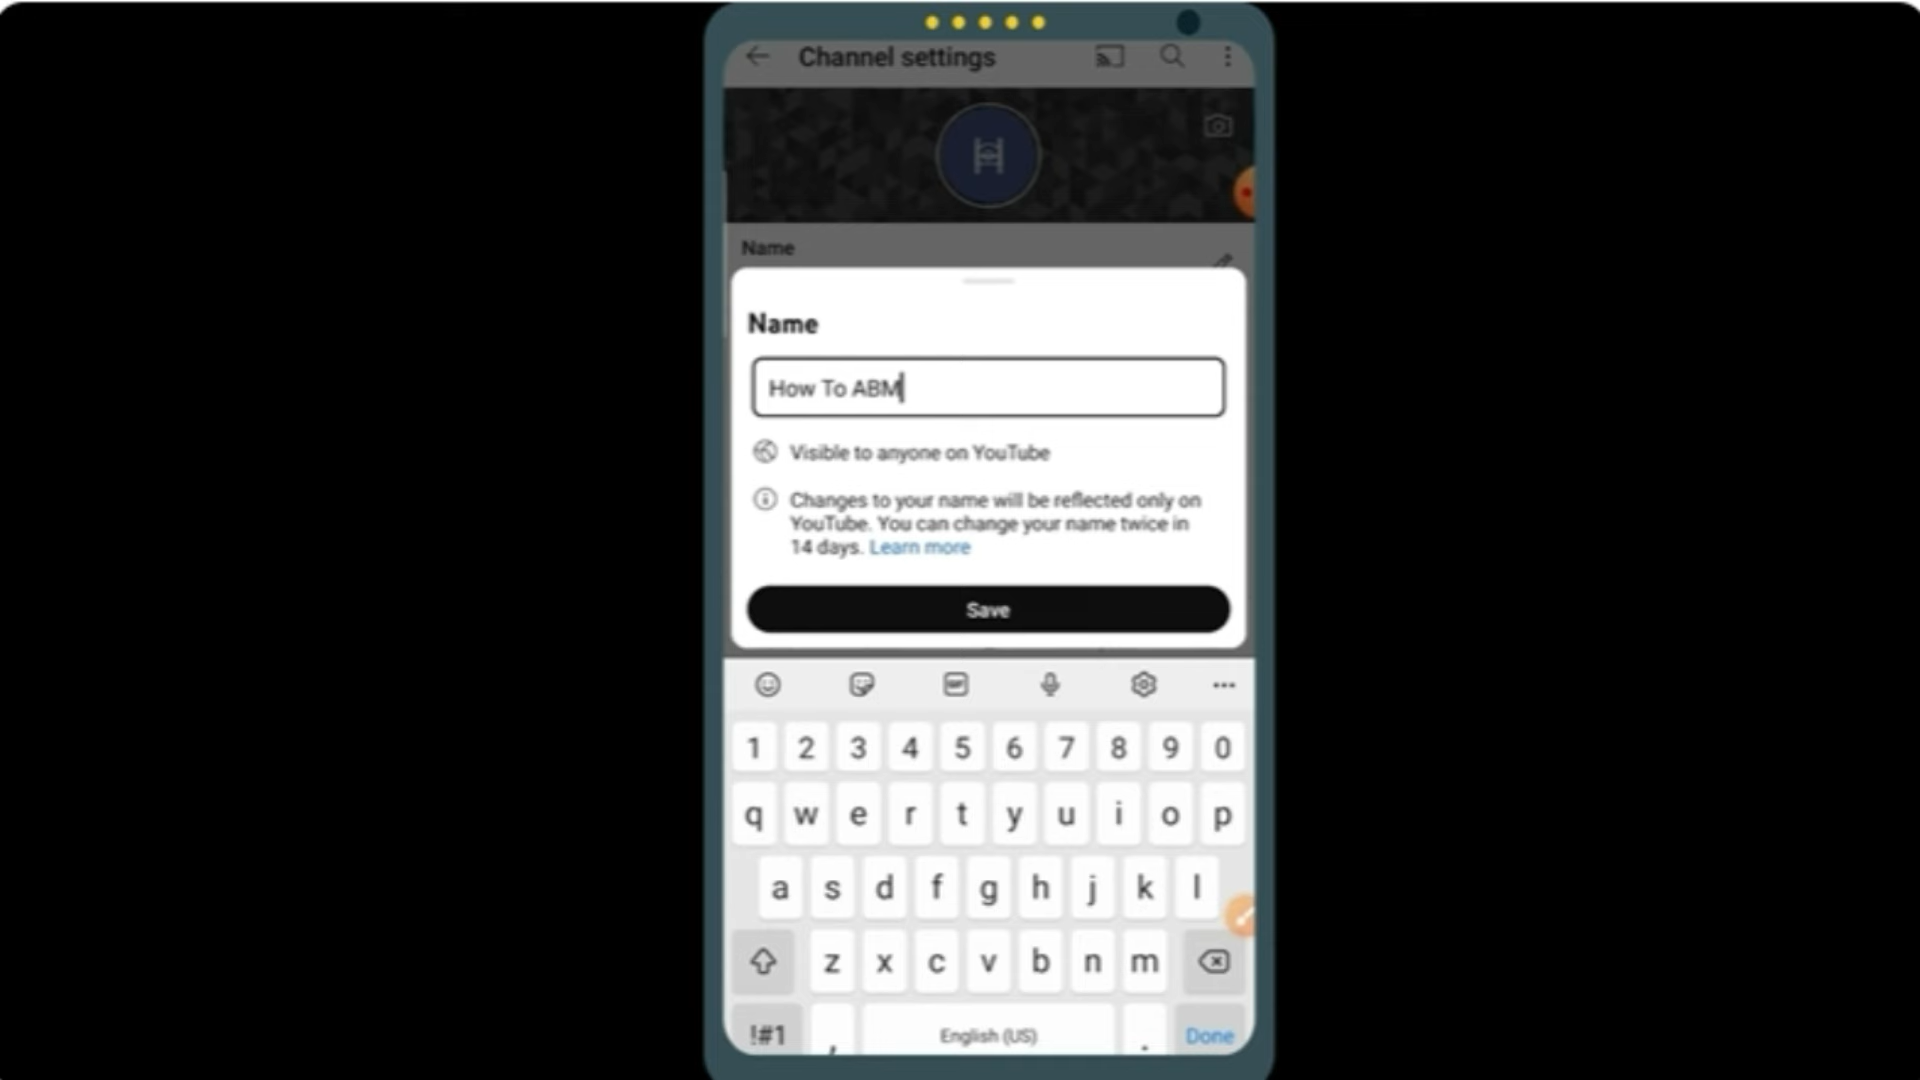 Channel settings
Name
Name
How To ABM
Visible to anyone on YouTube
Changes to your name will be reflected only on
YouTube. You can change your name twice in
14 days. Learn more
Save
GIF
1 2 3 4 5 6 7 8 9 0
q w e r t y u i o p
a s d f g h j k l
z x c v b n m
!#1 , English (US) . Done